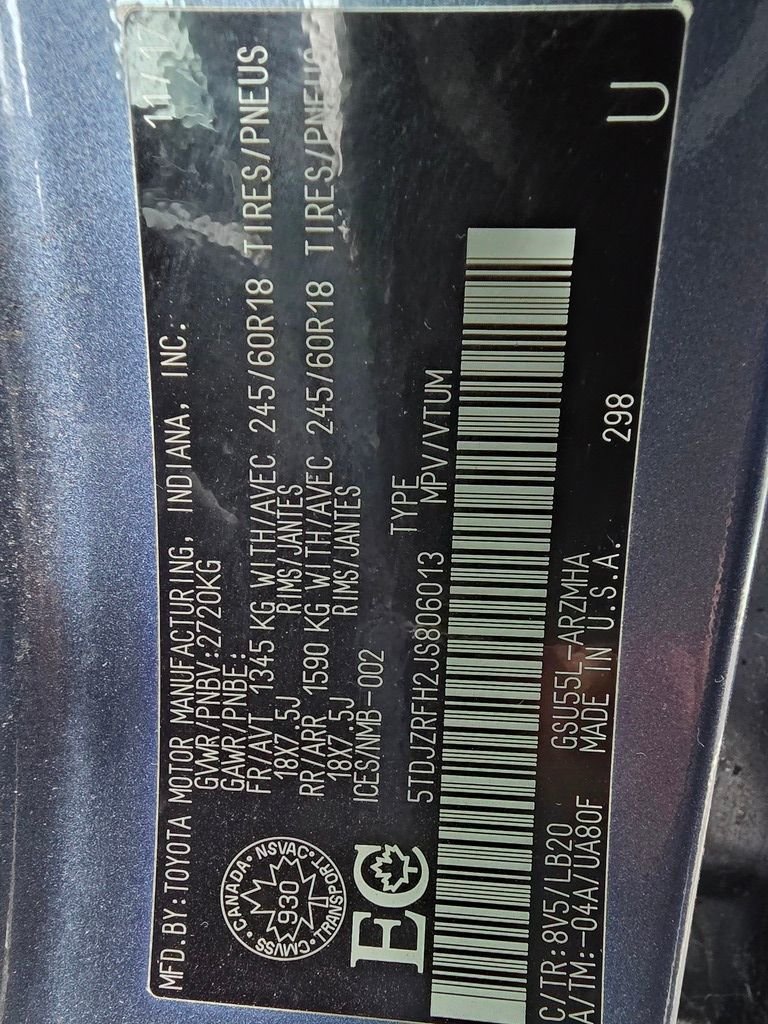 MFD.BY:TOYOTA MOTOR MANUFACTURING, INDIANA, INC. 11/17
GVWR/PNBV:2720KG
GAWR/PNBE:
FR/AVT 1345 KG WITH/AVEC 245/60R18 TIRES/PNEUS
18X7.5J RIMS/JANTES
RR/ARR 1590 KG WITH/AVEC 245/60R18 TIRES/PNEUS
18X7.5J RIMS/JANTES
ICES/NMB-002
CANADA • NSVAC • TRANSPORT • CMVSS
930
EC
TYPE
5TDJZRFH2JS806013 MPV/VTUM
C/TR:8V5/LB20 GSU55L-ARZMHA
A/TM:-04A/UA80F MADE IN U.S.A. 298
U